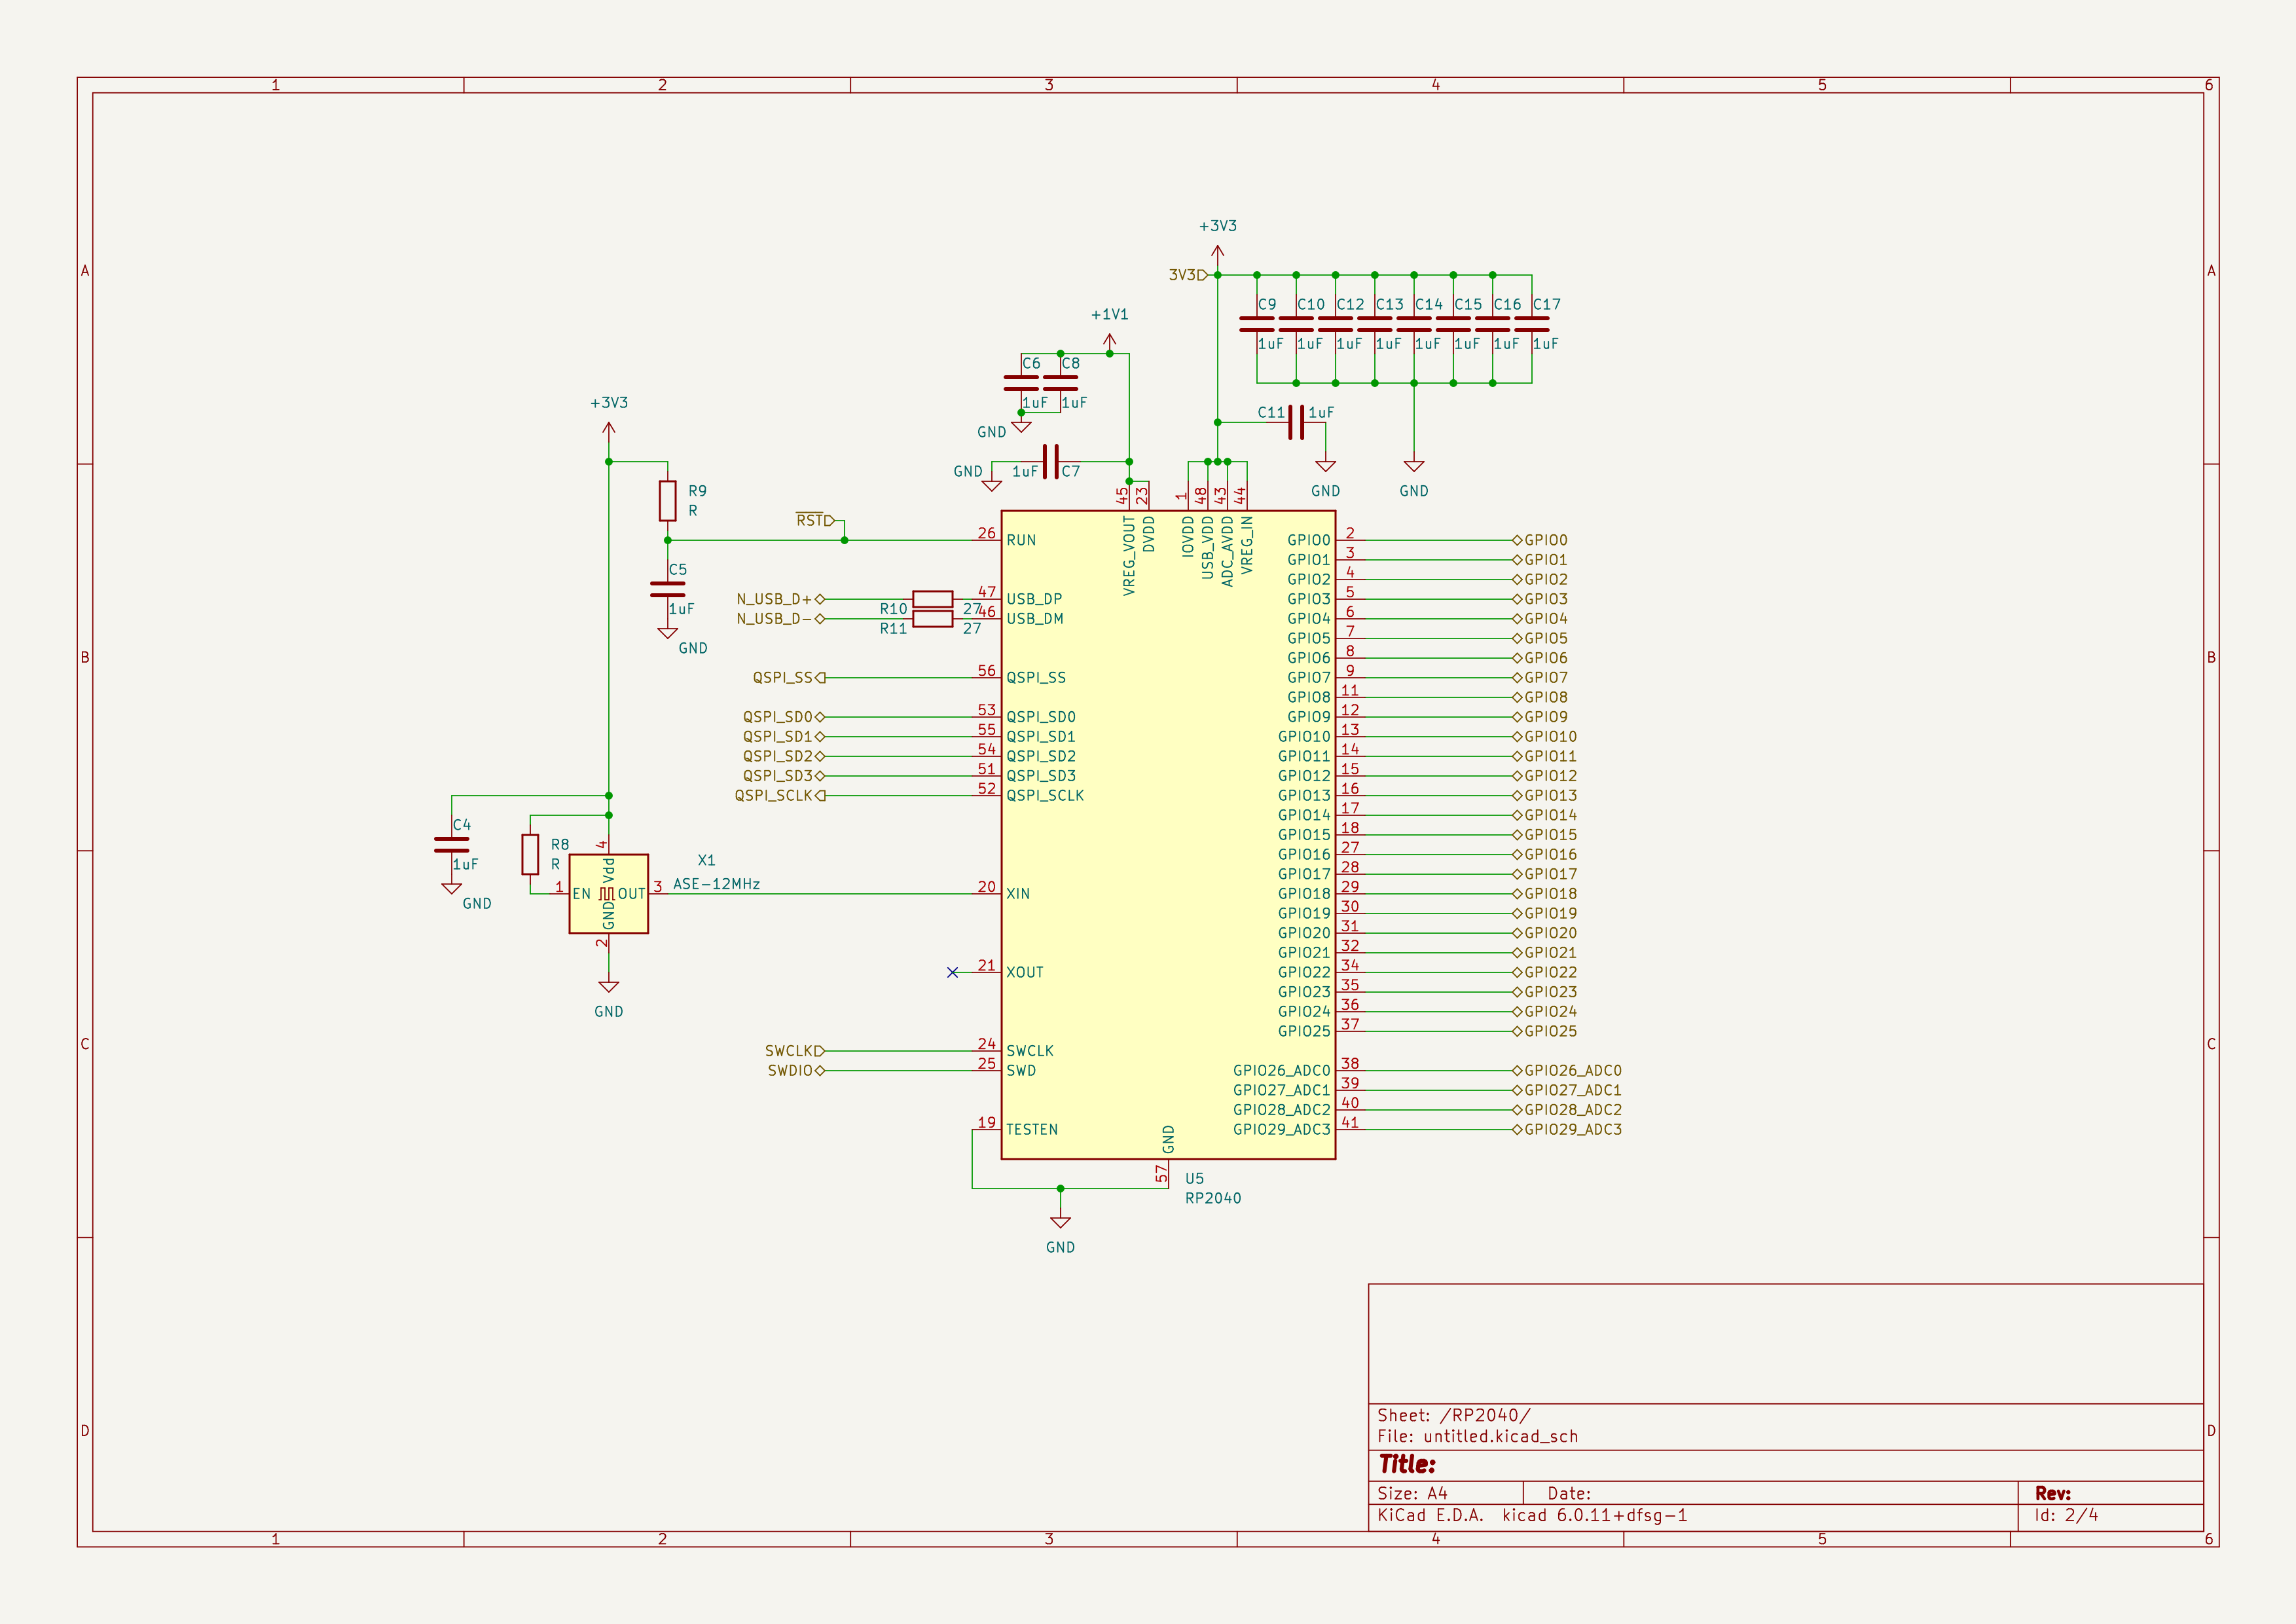 1 2 3 4 5 6
A A
B B
C C
D D
1 2 3 4 5 6
+3V3
3V3
C9 C10 C12 C13 C14 C15 C16 C17
1uF 1uF 1uF 1uF 1uF 1uF 1uF 1uF
+1V1
C6 C8
1uF 1uF
GND
C11 1uF
GND
GND
GND
1uF C7
+3V3
R9
R
RST
C5
1uF
GND
45 23 1 48 43 44
VREG_VOUT DVDD IOVDD USB_VDD ADC_AVDD VREG_IN
26 RUN
N_USB_D+ R10 27 47 USB_DP
N_USB_D- R11 27 46 USB_DM
QSPI_SS 56 QSPI_SS
QSPI_SD0 53 QSPI_SD0
QSPI_SD1 55 QSPI_SD1
QSPI_SD2 54 QSPI_SD2
QSPI_SD3 51 QSPI_SD3
QSPI_SCLK 52 QSPI_SCLK
C4
1uF
GND
R8
R
X1
ASE-12MHz
4 Vdd
1 EN OUT 3
GND 2
GND
20 XIN
21 XOUT
SWCLK 24 SWCLK
SWDIO 25 SWD
19 TESTEN
GPIO0 2 GPIO0
GPIO1 3 GPIO1
GPIO2 4 GPIO2
GPIO3 5 GPIO3
GPIO4 6 GPIO4
GPIO5 7 GPIO5
GPIO6 8 GPIO6
GPIO7 9 GPIO7
GPIO8 11 GPIO8
GPIO9 12 GPIO9
GPIO10 13 GPIO10
GPIO11 14 GPIO11
GPIO12 15 GPIO12
GPIO13 16 GPIO13
GPIO14 17 GPIO14
GPIO15 18 GPIO15
GPIO16 27 GPIO16
GPIO17 28 GPIO17
GPIO18 29 GPIO18
GPIO19 30 GPIO19
GPIO20 31 GPIO20
GPIO21 32 GPIO21
GPIO22 34 GPIO22
GPIO23 35 GPIO23
GPIO24 36 GPIO24
GPIO25 37 GPIO25
GPIO26_ADC0 38 GPIO26_ADC0
GPIO27_ADC1 39 GPIO27_ADC1
GPIO28_ADC2 40 GPIO28_ADC2
GPIO29_ADC3 41 GPIO29_ADC3
GND
57
U5
RP2040
GND
Sheet: /RP2040/
File: untitled.kicad_sch
Title:
Size: A4 Date: Rev:
KiCad E.D.A. kicad 6.0.11+dfsg-1 Id: 2/4